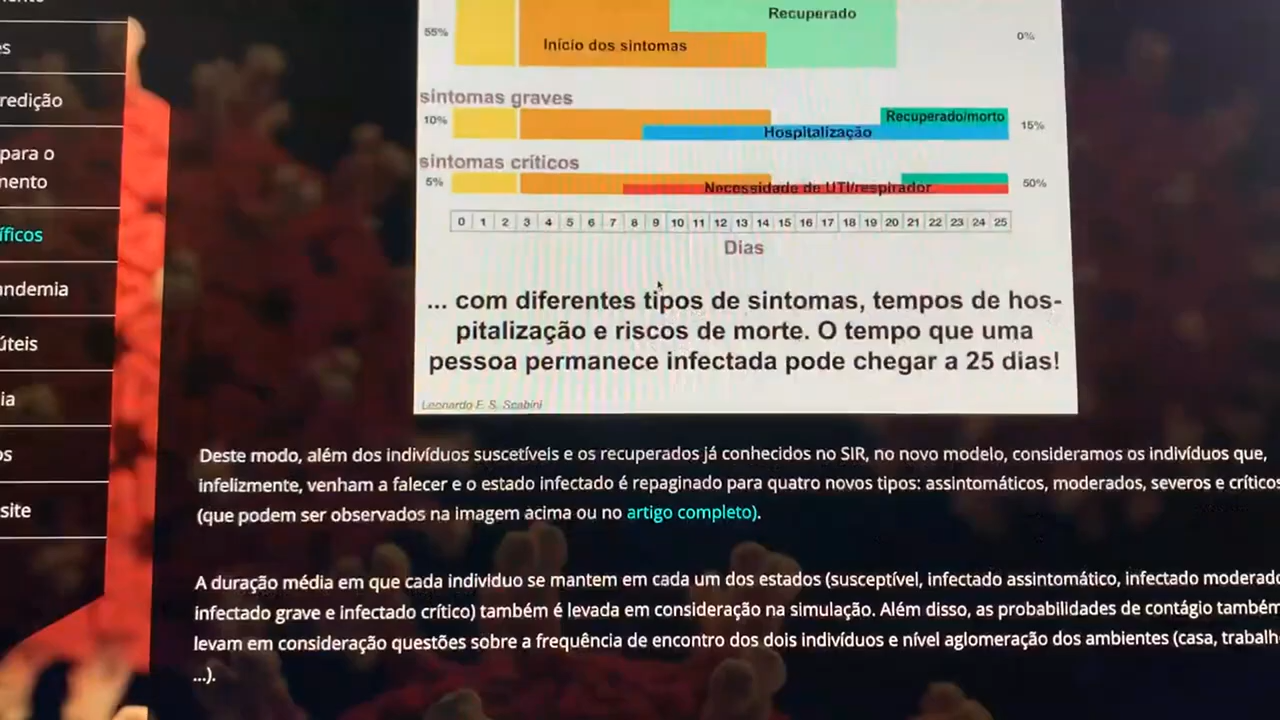 es
redição
para o
mento
íficos
andemia
úteis
ia
os
site
Recuperado
55%
Início dos sintomas
0%
sintomas graves
10%
Recuperado/morto
Hospitalização
15%
sintomas críticos
5%
Necessidade de UTI/respirador
50%
0 1 2 3 4 5 6 7 8 9 10 11 12 13 14 15 16 17 18 19 20 21 22 23 24 25
Dias
... com diferentes tipos de sintomas, tempos de hos-
pitalização e riscos de morte. O tempo que uma
pessoa permanece infectada pode chegar a 25 dias!
Leonardo F. S. Scabini
Deste modo, além dos indivíduos suscetíveis e os recuperados já conhecidos no SIR, no novo modelo, consideramos os indivíduos que,
infelizmente, venham a falecer e o estado infectado é repaginado para quatro novos tipos: assintomáticos, moderados, severos e críticos
(que podem ser observados na imagem acima ou no artigo completo).
A duração média em que cada individuo se mantem em cada um dos estados (susceptível, infectado assintomático, infectado moderado
infectado grave e infectado crítico) também é levada em consideração na simulação. Além disso, as probabilidades de contágio também
levam em consideração questões sobre a frequência de encontro dos dois indivíduos e nível aglomeração dos ambientes (casa, trabalh
...).